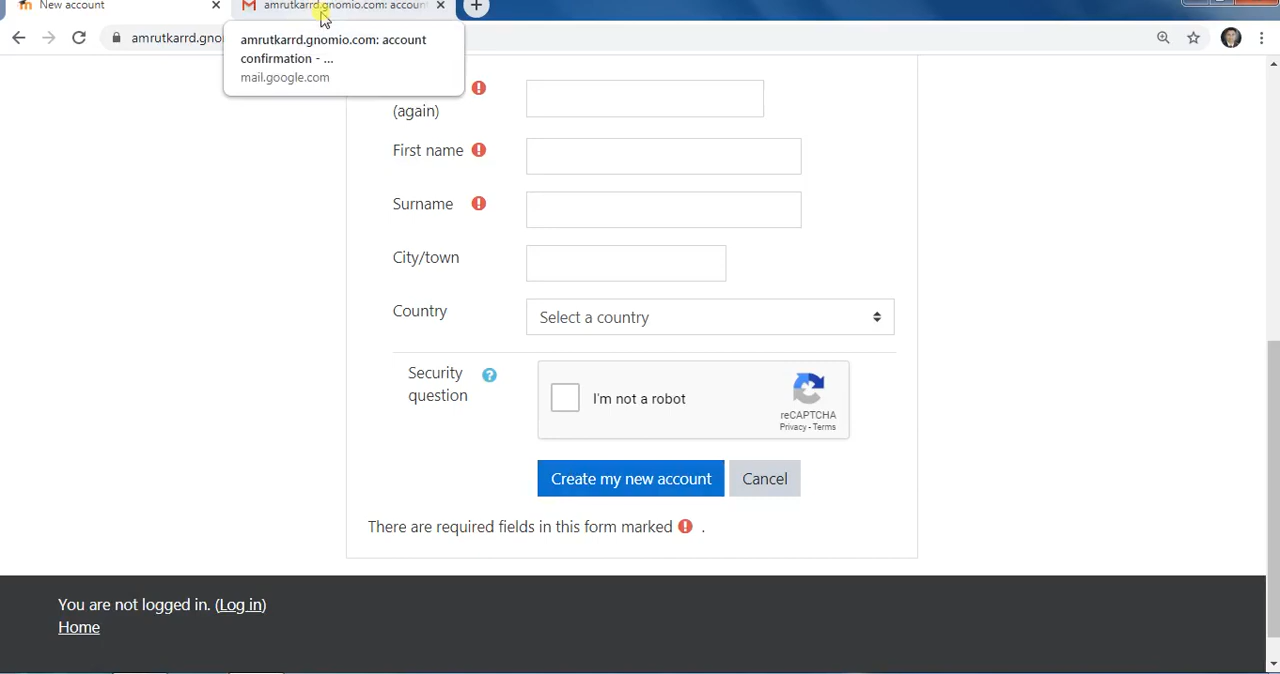 New account
amrutkarrd.gnomio.com: account
amrutkarrd.gno
amrutkarrd.gnomio.com: account
confirmation - ...
mail.google.com
(again)
First name
Surname
City/town
Country
Select a country
Security
question
I'm not a robot
reCAPTCHA
Privacy - Terms
Create my new account
Cancel
There are required fields in this form marked .
You are not logged in. (Log in)
Home